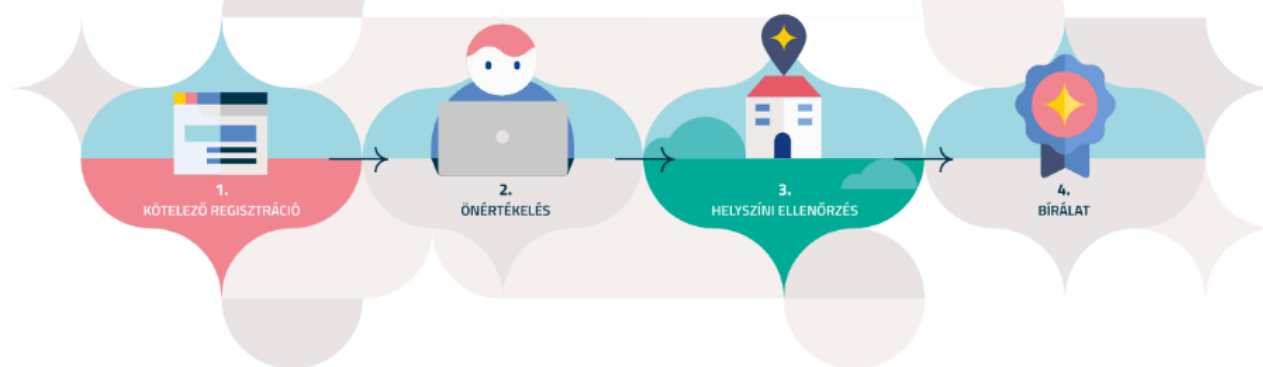 1.
KÖTELEZŐ REGISZTRÁCIÓ
2.
ÖNÉRTÉKELÉS
3.
HELYSZÍNI ELLENŐRZÉS
4.
BÍRÁLAT